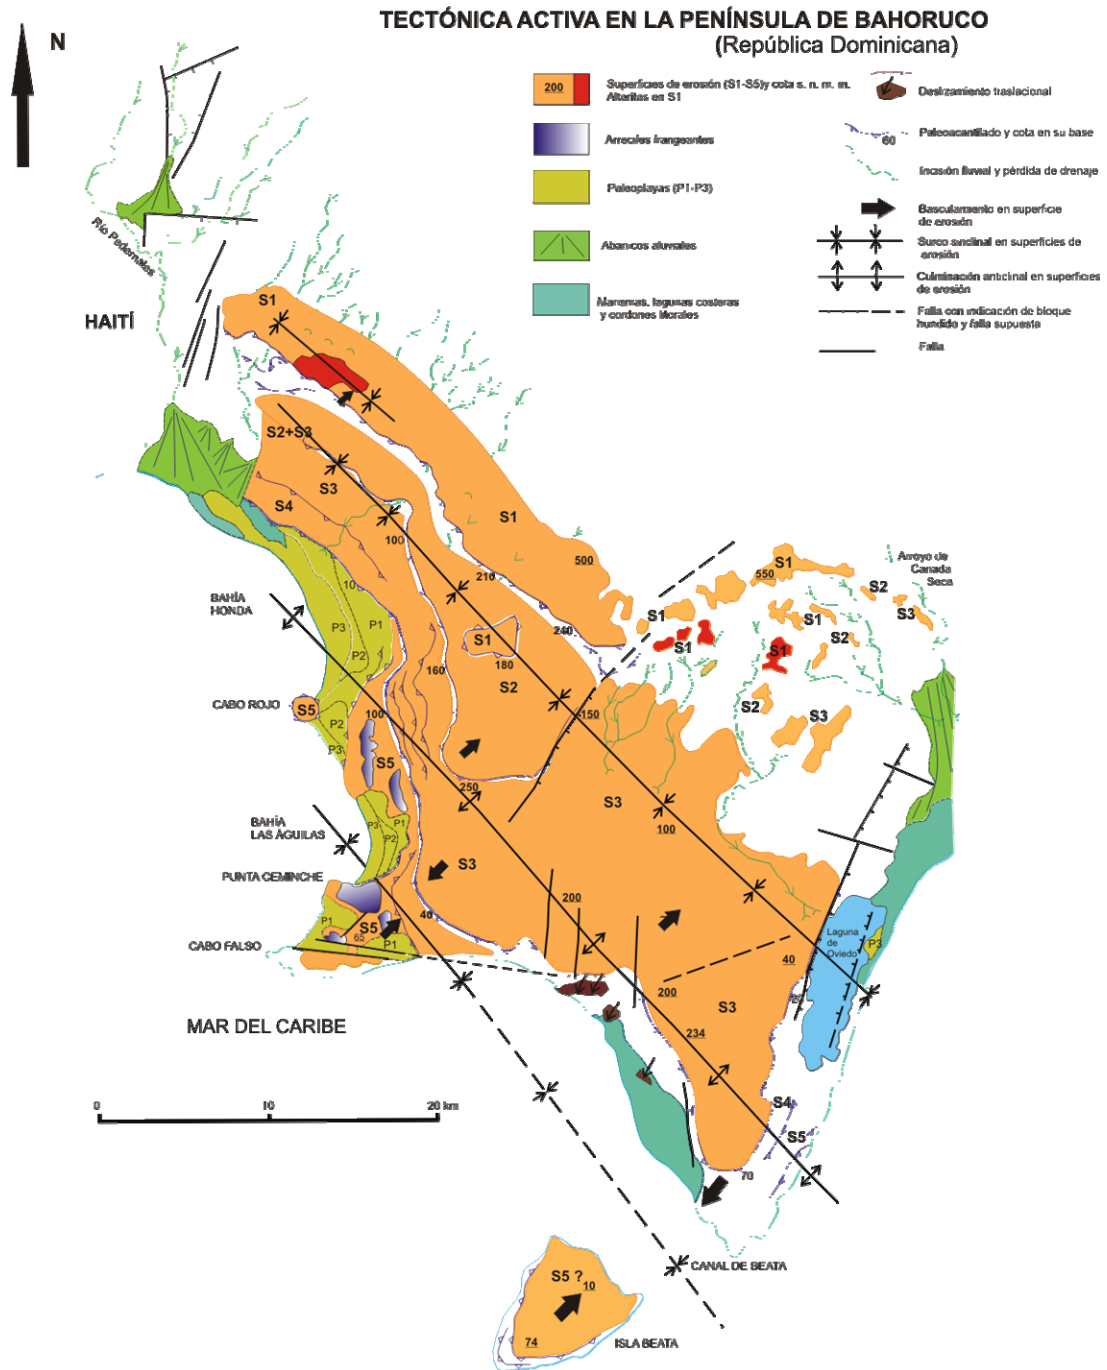 TECTÓNICA ACTIVA EN LA PENÍNSULA DE BAHORUCO
(República Dominicana)
N
200
Superficies de erosión (S1-S5)y cota s. n. m. m.
Alteritas en S1
Arrecifes frangeantes
Paleoplayas (P1-P3)
Abanicos aluviales
Marismas, lagunas costeras
y cordones litorales
Deslizamiento traslacional
60
Paleoacantilado y cota en su base
Incisión fluvial y pérdida de drenaje
Basculamiento en superficie
de erosión
Surco sinclinal en superficies de
erosión
Culminación anticlinal en superficies
de erosión
Falla con indicación de bloque
hundido y falla supuesta
Falla
Río Pedernales
HAITÍ
S1
S2+S3
S3
S4
S1
100
500
210
240
10
BAHÍA
HONDA
P3
P1
P2
S1
180
160
S2
S1
550
S1
S1
S2
S3
S1
S2
S1
S2
S3
Arroyo de
Canada
Seca
CABO ROJO
S5
P2
P3
100
S5
150
250
S3
100
BAHÍA
LAS ÁGUILAS
P3
P1
P2
S3
PUNTA CEMINCHE
P1
S5
65
P1
40
200
CABO FALSO
Laguna
de
Oviedo
P3
40
200
S3
234
20
MAR DEL CARIBE
0
10
20 km
S4
S5
70
CANAL DE BEATA
S5 ?
10
74
ISLA BEATA